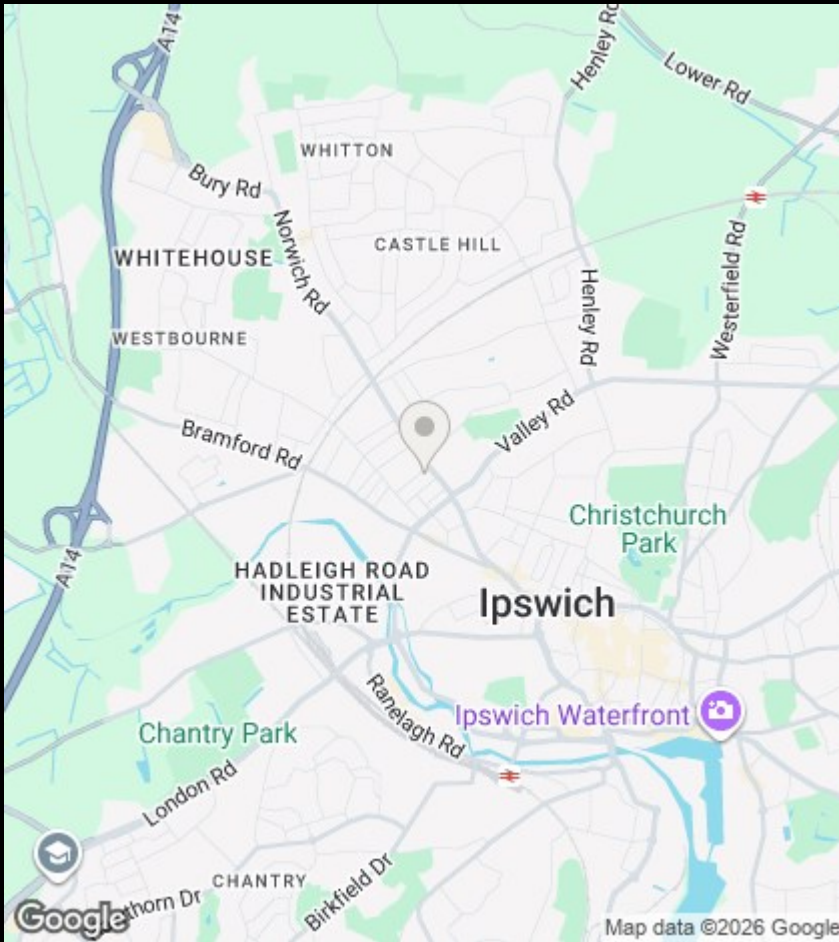 A14
Henley Rd
Lower Rd
WHITTON
Bury Rd
Norwich Rd
CASTLE HILL
WHITEHOUSE
Henley Rd
Westerfield Rd
WESTBOURNE
Bramford Rd
Valley Rd
Christchurch
Park
A14
HADLEIGH ROAD
INDUSTRIAL
ESTATE
Ipswich
Ranelagh Rd
Ipswich Waterfront
Chantry Park
London Rd
CHANTRY
Birkfield Dr
thorn Dr
Google
Map data ©2026 Google